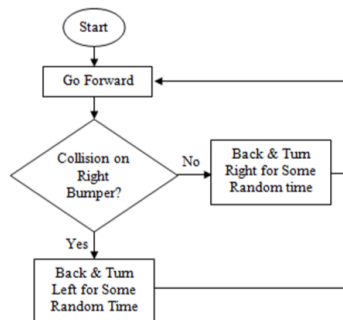 Start
Go Forward
Collision on
Right
Bumper?
No
Back & Turn
Right for Some
Random time
Yes
Back & Turn
Left for Some
Random Time